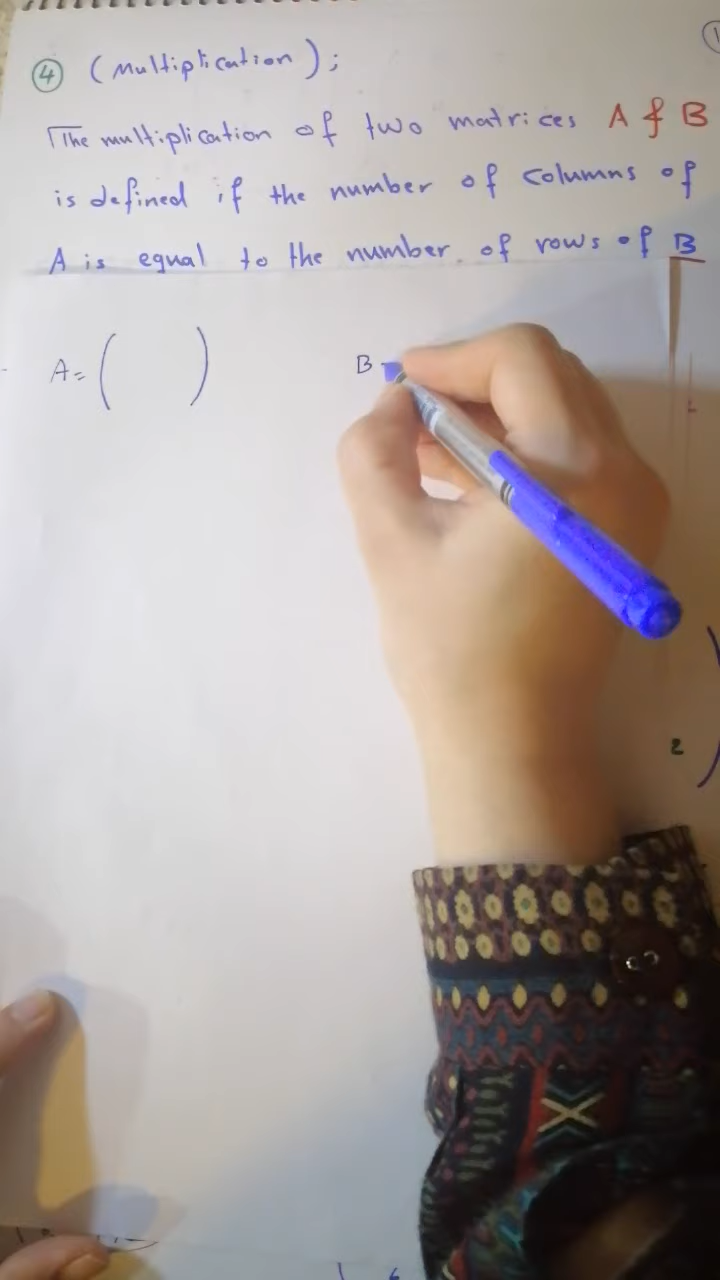 ④ (Multiplication);
The multiplication of two matrices A & B
is defined if the number of columns of
A is equal to the number of rows of B
A = ( ) B -
2 )